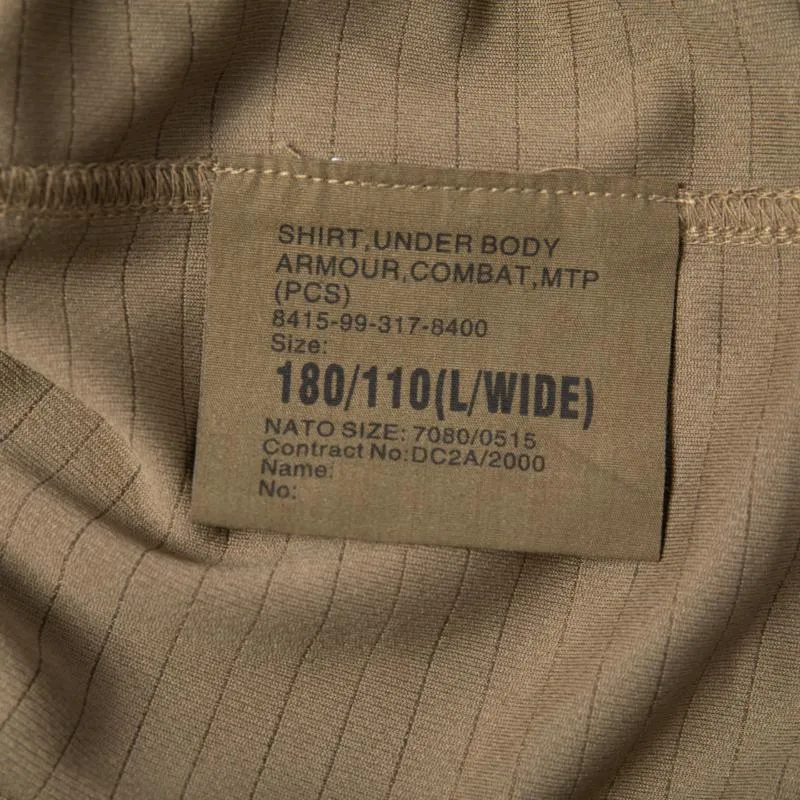 SHIRT,UNDER BODY
ARMOUR,COMBAT,MTP
(PCS)
8415-99-317-8400
Size:
180/110(L/WIDE)
NATO SIZE: 7080/0515
Contract No:DC2A/2000
Name:
No: